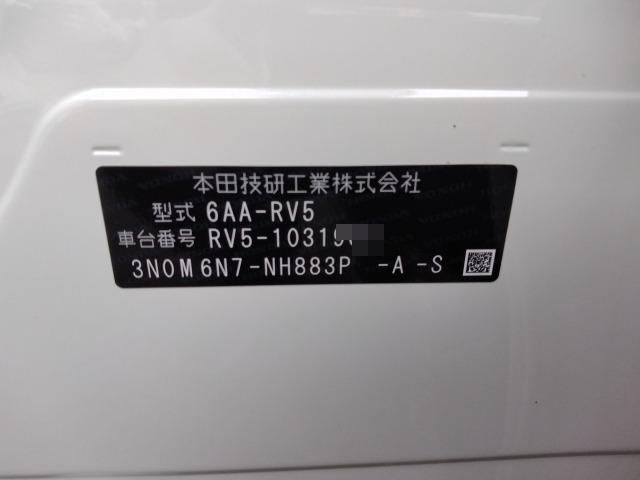 本田技研工業株式会社
型式 6AA-RV5
車台番号 RV5-10319
3N0M6N7-NH883P -A -S